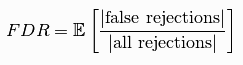 FDR = 𝔼 [ |false rejections| / |all rejections| ]